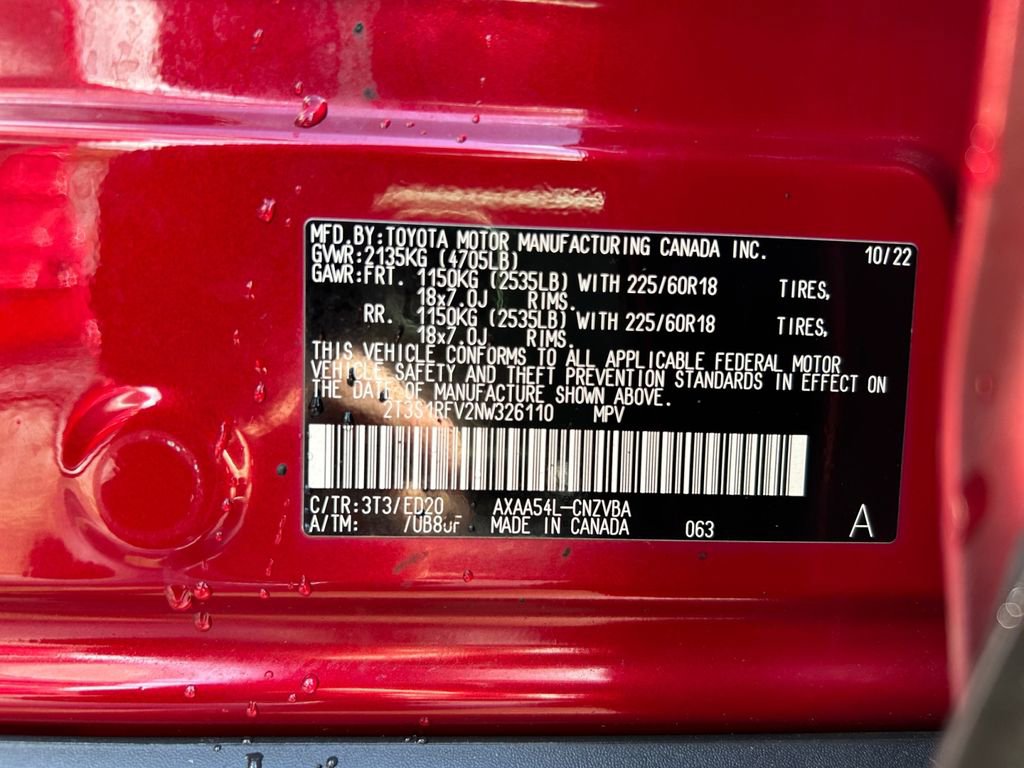 MFD.BY:TOYOTA MOTOR MANUFACTURING CANADA INC. 10/22
GVWR:2135KG (4705LB)
GAWR:FRT. 1150KG (2535LB) WITH 225/60R18 TIRES,
18x7.0J RIMS.
RR. 1150KG (2535LB) WITH 225/60R18 TIRES,
18x7.0J RIMS.
THIS VEHICLE CONFORMS TO ALL APPLICABLE FEDERAL MOTOR
VEHICLE SAFETY AND THEFT PREVENTION STANDARDS IN EFFECT ON
THE DATE OF MANUFACTURE SHOWN ABOVE.
2T3S1RFV2NW326110 MPV
C/TR:3T3/ED20 AXAA54L-CNZVBA
A/TM: MADE IN CANADA 063 A